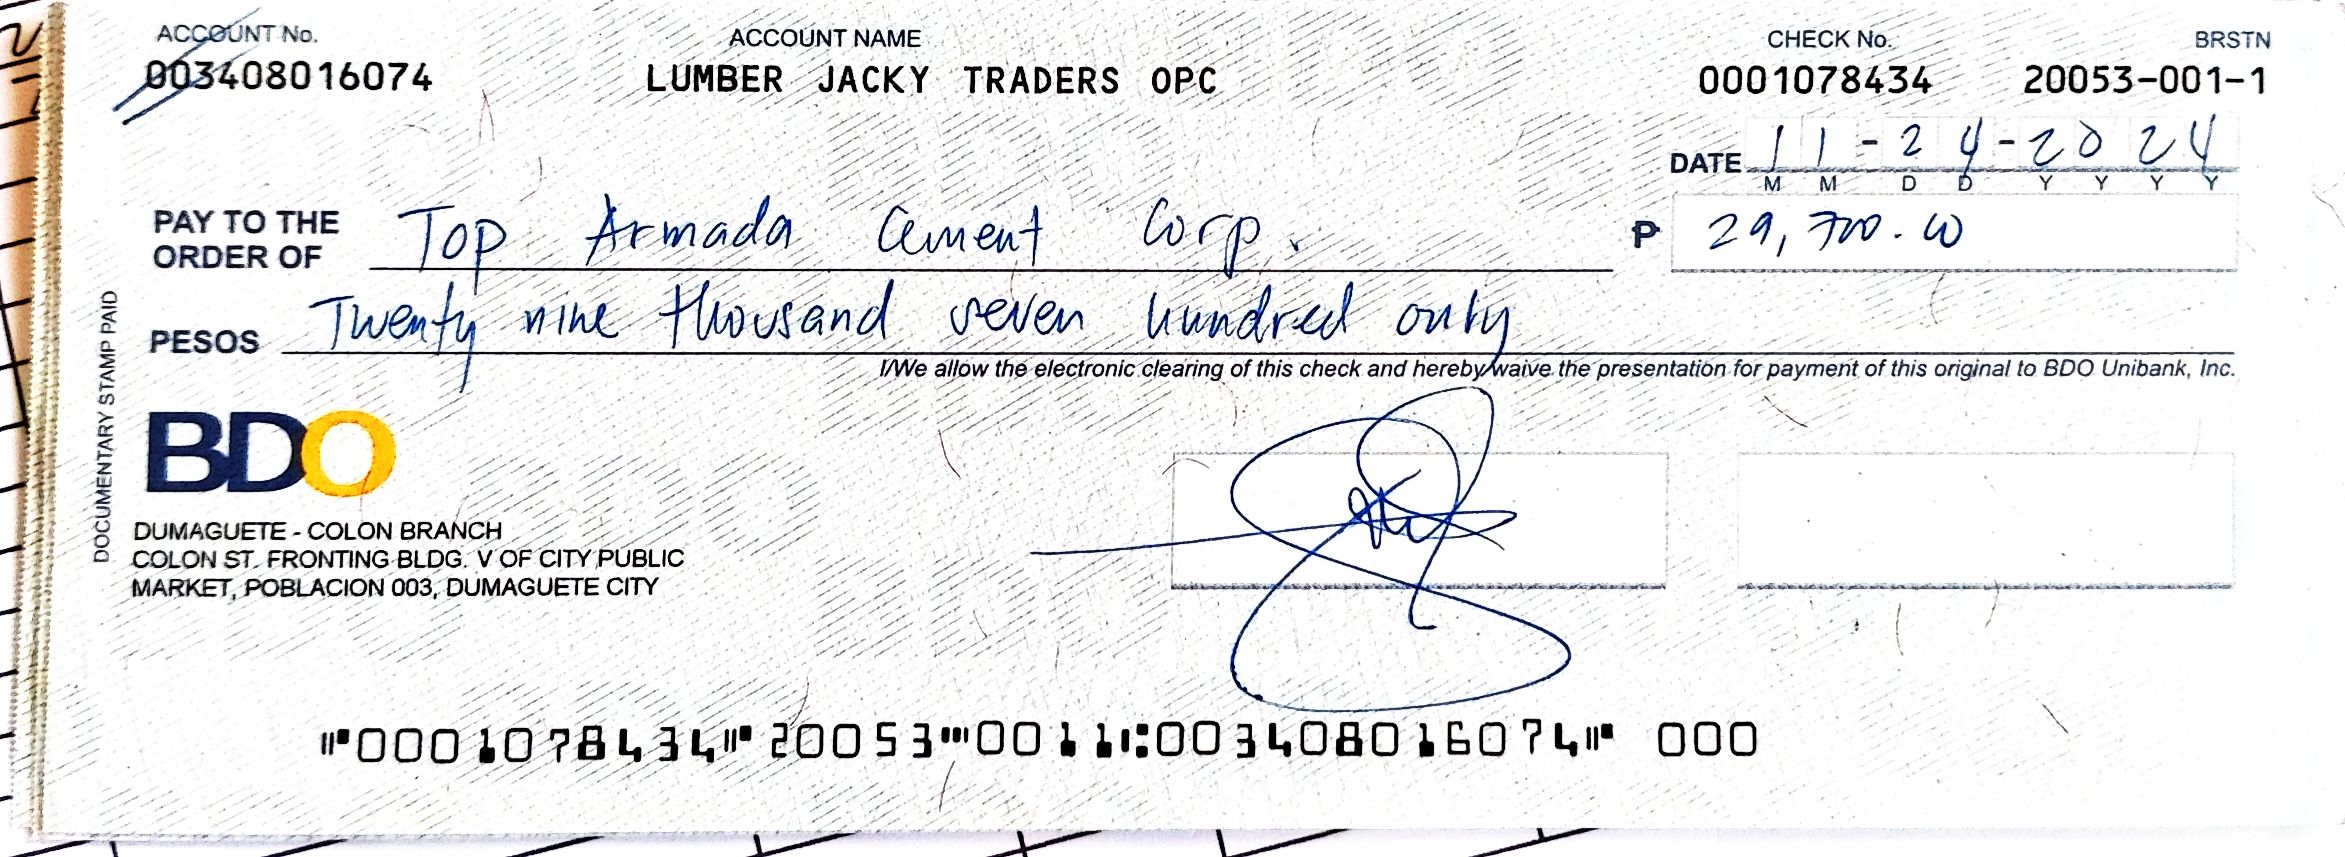 ACCOUNT No. ACCOUNT NAME CHECK No. BRSTN
003408016074 LUMBER JACKY TRADERS OPC 0001078434 20053-001-1
DATE 11-24-2024
M M D D Y Y Y Y
PAY TO THE ORDER OF Top Armada Cement Corp. ₱ 29,700.00
PESOS Twenty nine thousand seven hundred only
I/We allow the electronic clearing of this check and hereby waive the presentation for payment of this original to BDO Unibank, Inc.
DOCUMENTARY STAMP PAID
BDO
DUMAGUETE - COLON BRANCH
COLON ST. FRONTING BLDG. V OF CITY PUBLIC
MARKET, POBLACION 003, DUMAGUETE CITY
⑈0001078434⑈ 20053⑉0011⑆003408016074⑈ 000